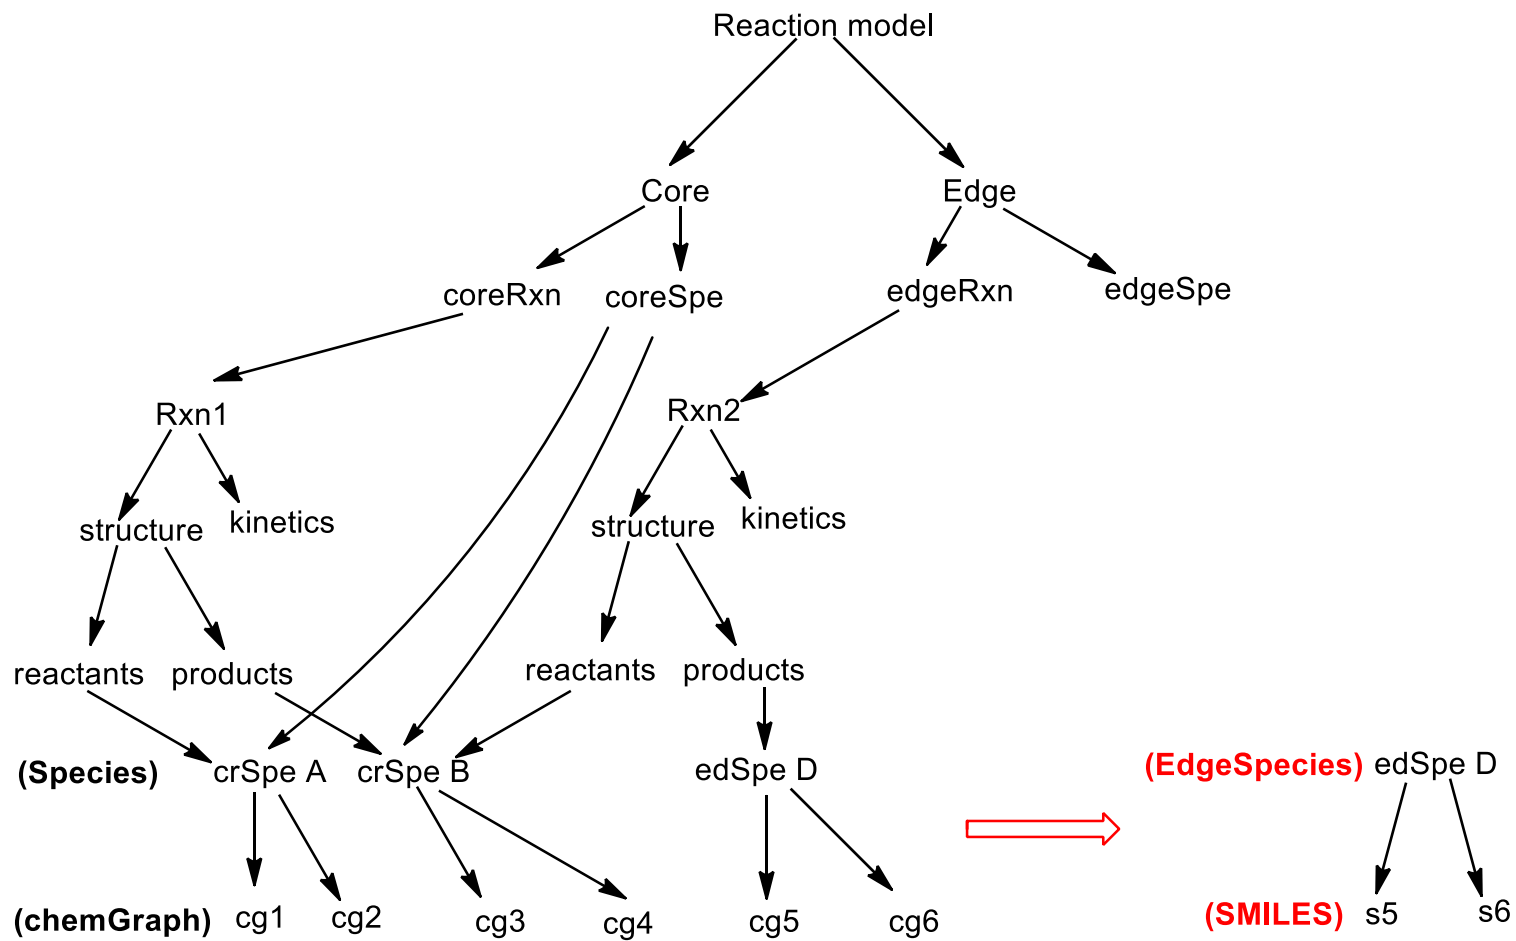 Reaction model
Core Edge
coreRxn coreSpe edgeRxn edgeSpe
Rxn1 Rxn2
structure kinetics structure kinetics
reactants products reactants products
(Species) crSpe A crSpe B edSpe D (EdgeSpecies) edSpe D
(chemGraph) cg1 cg2 cg3 cg4 cg5 cg6 (SMILES) s5 s6